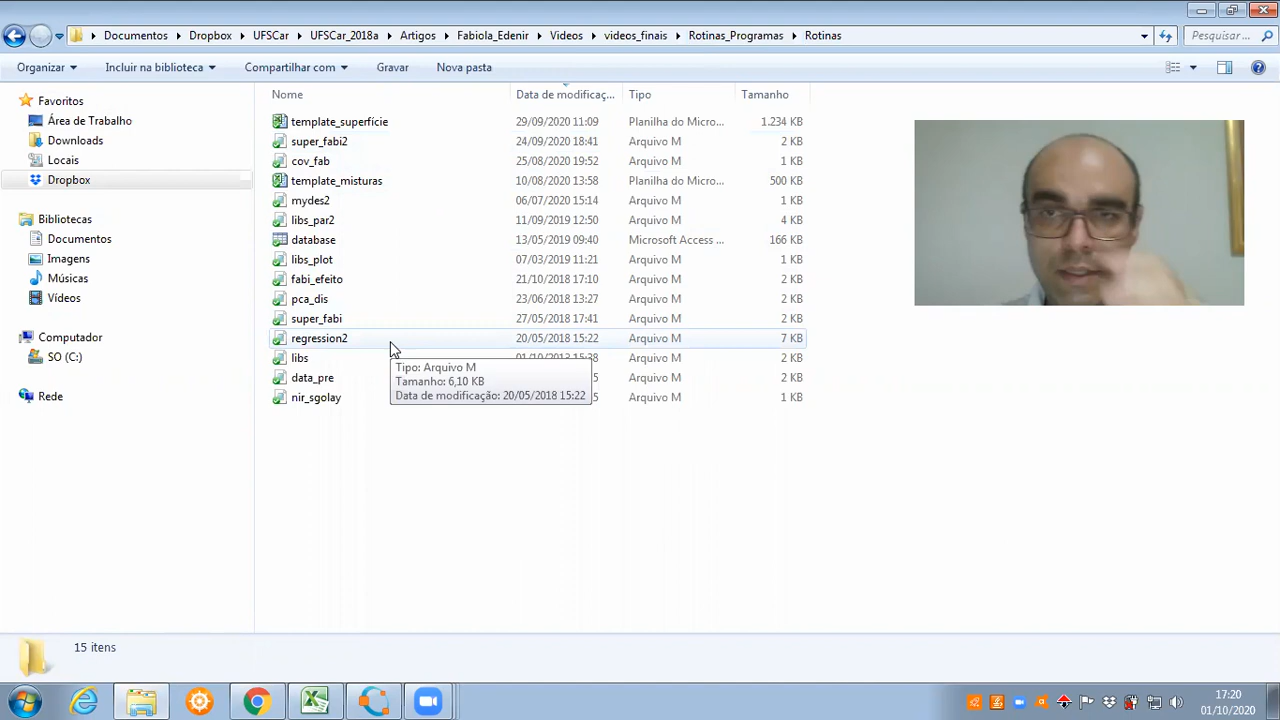 Documentos Dropbox UFSCar UFSCar_2018a Artigos Fabiola_Edenir Videos videos_finais Rotinas_Programas Rotinas
Pesquisar ...
Organizar Incluir na biblioteca Compartilhar com Gravar Nova pasta
Favoritos
Área de Trabalho
Downloads
Locais
Dropbox
Bibliotecas
Documentos
Imagens
Músicas
Vídeos
Computador
SO (C:)
Rede
Nome Data de modificaç... Tipo Tamanho
template_superfície 29/09/2020 11:09 Planilha do Micro... 1.234 KB
super_fabi2 24/09/2020 18:41 Arquivo M 2 KB
cov_fab 25/08/2020 19:52 Arquivo M 1 KB
template_misturas 10/08/2020 13:58 Planilha do Micro... 500 KB
mydes2 06/07/2020 15:14 Arquivo M 1 KB
libs_par2 11/09/2019 12:50 Arquivo M 4 KB
database 13/05/2019 09:40 Microsoft Access ... 166 KB
libs_plot 07/03/2019 11:21 Arquivo M 1 KB
fabi_efeito 21/10/2018 17:10 Arquivo M 2 KB
pca_dis 23/06/2018 13:27 Arquivo M 2 KB
super_fabi 27/05/2018 17:41 Arquivo M 2 KB
regression2 20/05/2018 15:22 Arquivo M 7 KB
libs Arquivo M 2 KB
data_pre Arquivo M 2 KB
nir_sgolay Arquivo M 1 KB
Tipo: Arquivo M
Tamanho: 6,10 KB
Data de modificação: 20/05/2018 15:22
15 itens
17:20
01/10/2020